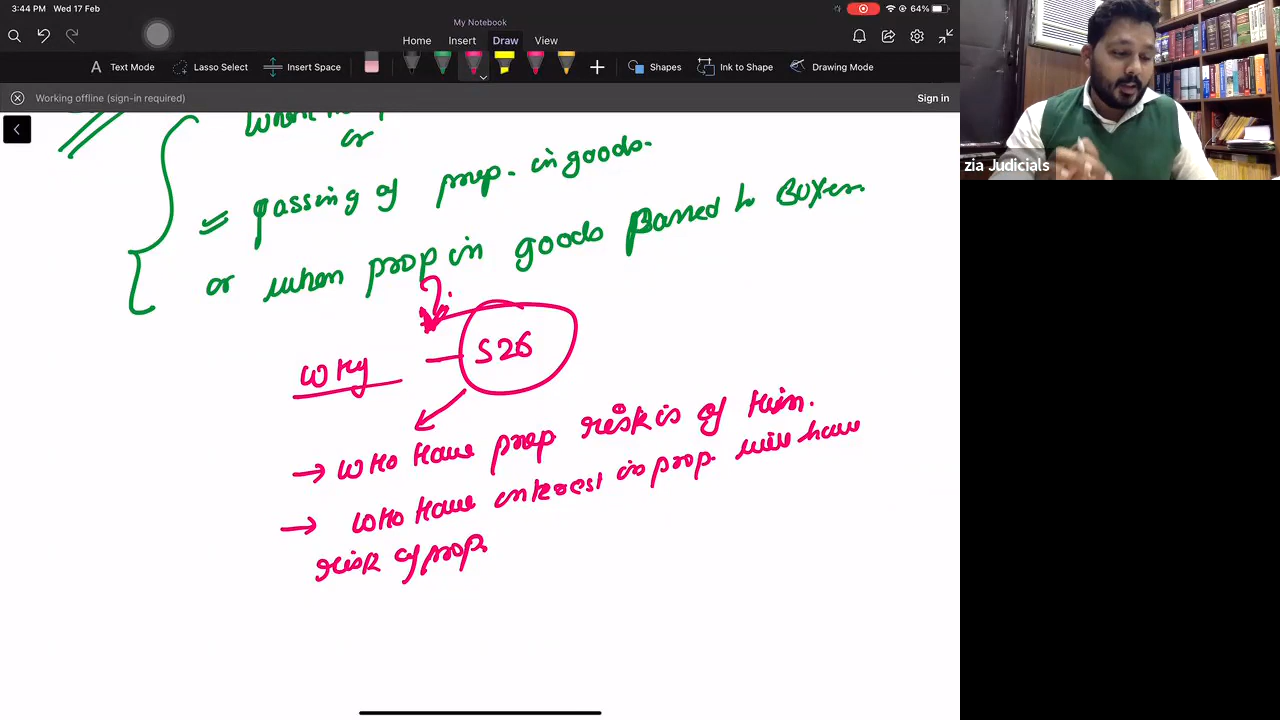 3:44 PM Wed 17 Feb
64%
My Notebook
Home Insert Draw View
Text Mode Lasso Select Insert Space Shapes Ink to Shape Drawing Mode
Working offline (sign-in required) Sign in
zia Judicials
or
passing of prop. in goods.
or when prop in goods passed to
?
Why - S26
→ Who have prop risk is of him.
→ Who have interest in prop. will have
risk of prop.